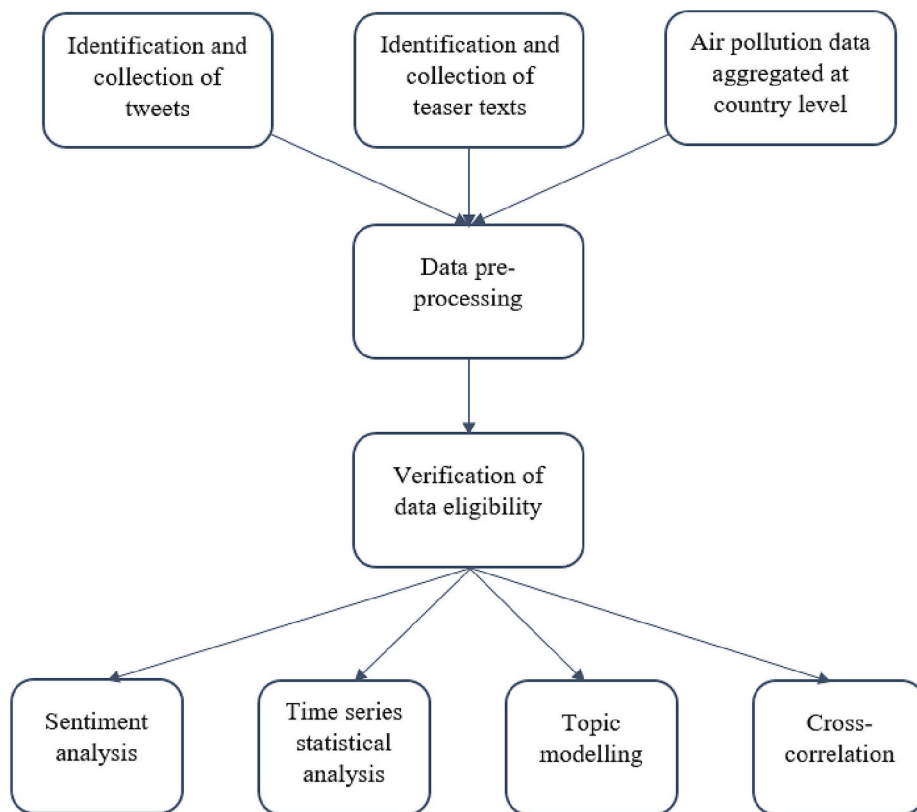 Identification and
collection of
tweets
Identification and
collection of
teaser texts
Air pollution data
aggregated at
country level
Data pre-
processing
Verification of
data eligibility
Sentiment
analysis
Time series
statistical
analysis
Topic
modelling
Cross-
correlation